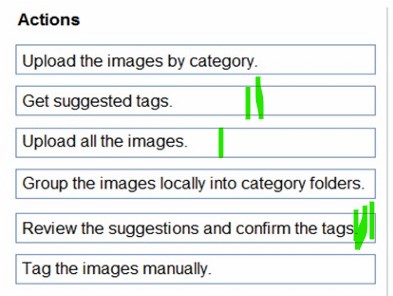 Actions
Upload the images by category.
Get suggested tags.
Upload all the images.
Group the images locally into category folders.
Review the suggestions and confirm the tags.
Tag the images manually.